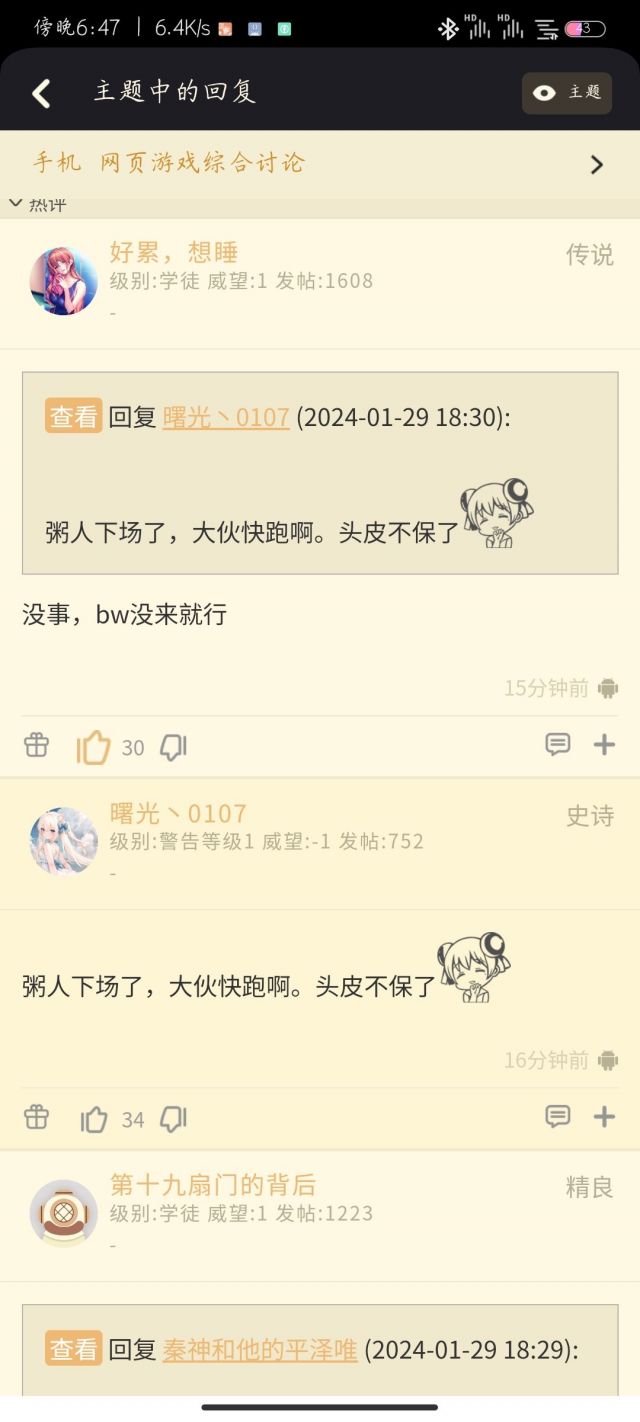 傍晚6:47 | 6.4K/s
HD HD 43
主题中的回复
主题
手机 网页游戏综合讨论
热评
好累，想睡
传说
级别:学徒 威望:1 发帖:1608
-
查看 回复 曙光丶0107 (2024-01-29 18:30):
粥人下场了，大伙快跑啊。头皮不保了
没事，bw没来就行
15分钟前
30
曙光丶0107
史诗
级别:警告等级1 威望:-1 发帖:752
-
粥人下场了，大伙快跑啊。头皮不保了
16分钟前
34
第十九扇门的背后
精良
级别:学徒 威望:1 发帖:1223
-
查看 回复 秦神和他的平泽唯 (2024-01-29 18:29):